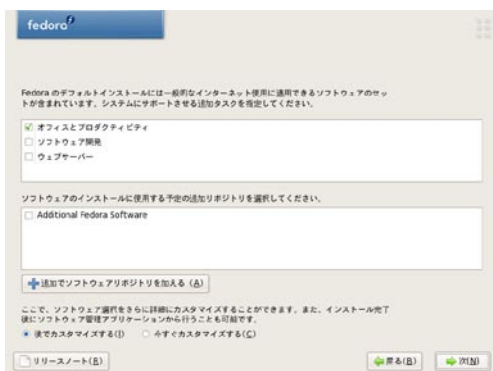 fedora
Fedora のデフォルトインストールには一般的なインターネット使用に適用できるソフトウェアのセッ
トが含まれています。システムにサポートさせる追加タスクを指定してください。
オフィスとプロダクティビティ
ソフトウェア開発
ウェブサーバー
ソフトウェアのインストールに使用する予定の追加リポジトリを選択してください。
Additional Fedora Software
追加でソフトウェアリポジトリを加える (A)
ここで、ソフトウェア選択をさらに詳細にカスタマイズすることができます。また、インストール完了
後にソフトウェア管理アプリケーションから行うことも可能です。
後でカスタマイズする(l) 今すぐカスタマイズする(C)
リリースノート(R) 戻る(B) 次(N)